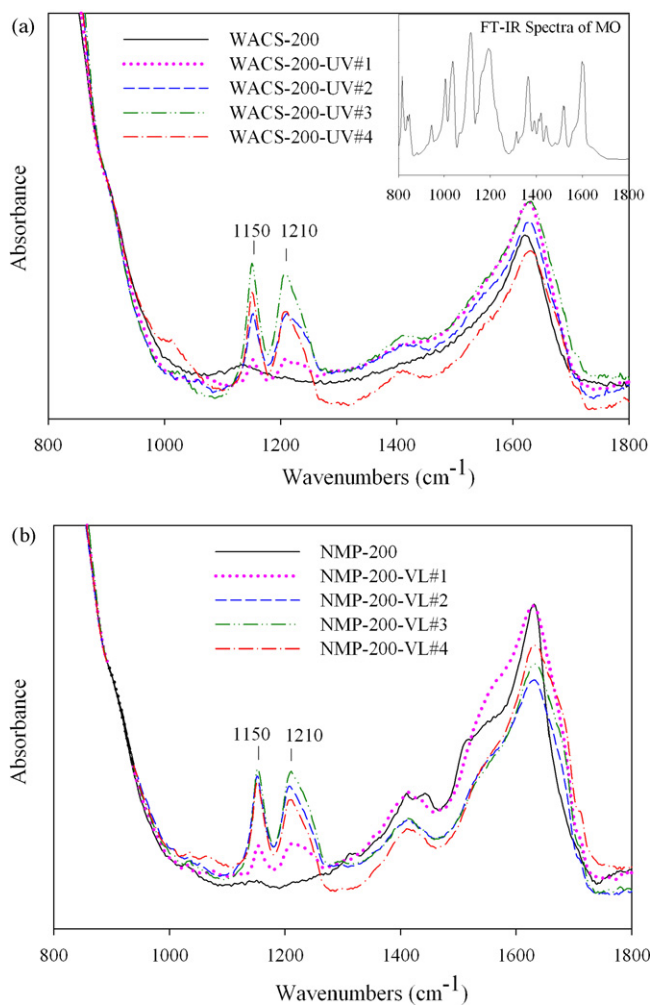 (a)
WACS-200
WACS-200-UV#1
WACS-200-UV#2
WACS-200-UV#3
WACS-200-UV#4
FT-IR Spectra of MO
800 1000 1200 1400 1600 1800
1150
1210
Absorbance
800 1000 1200 1400 1600 1800
Wavenumbers (cm-1)
(b)
NMP-200
NMP-200-VL#1
NMP-200-VL#2
NMP-200-VL#3
NMP-200-VL#4
1150 1210
Absorbance
800 1000 1200 1400 1600 1800
Wavenumbers (cm-1)